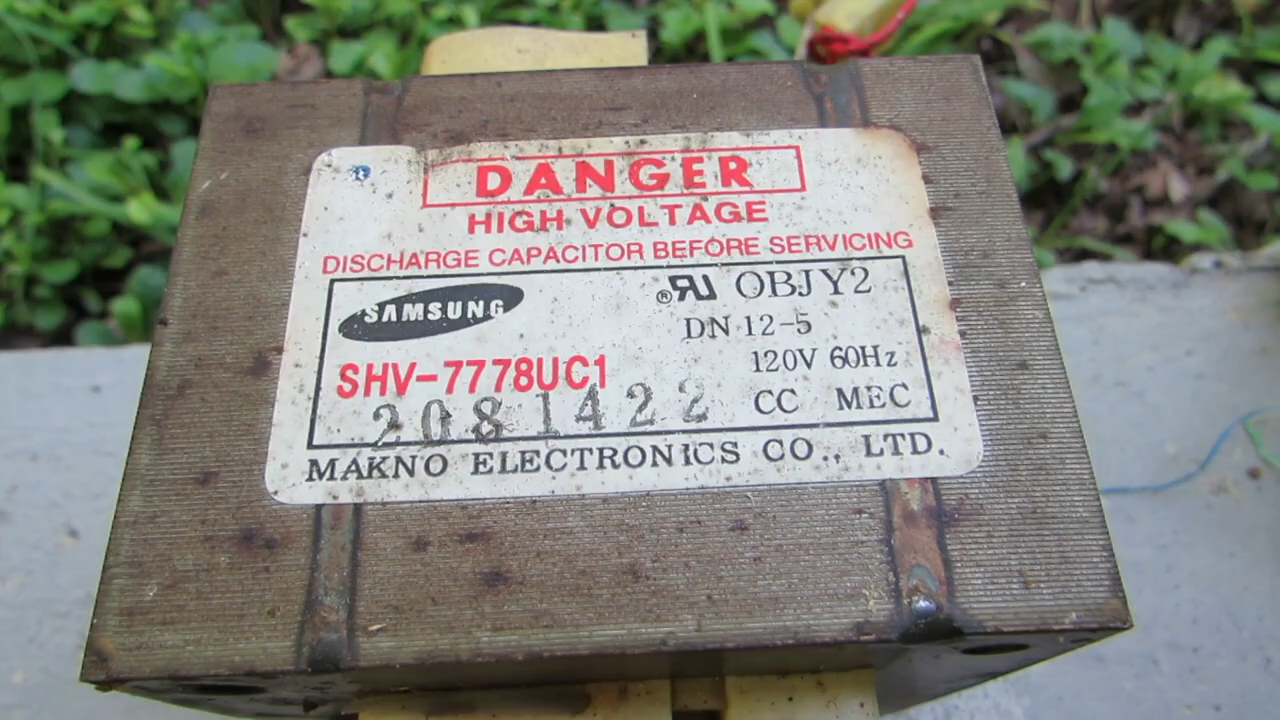 DANGER
HIGH VOLTAGE
DISCHARGE CAPACITOR BEFORE SERVICING
SAMSUNG
® RU OBJY2
DN 12-5
120V 60Hz
SHV-7778UC1
CC MEC
2081422
MAKNO ELECTRONICS CO., LTD.